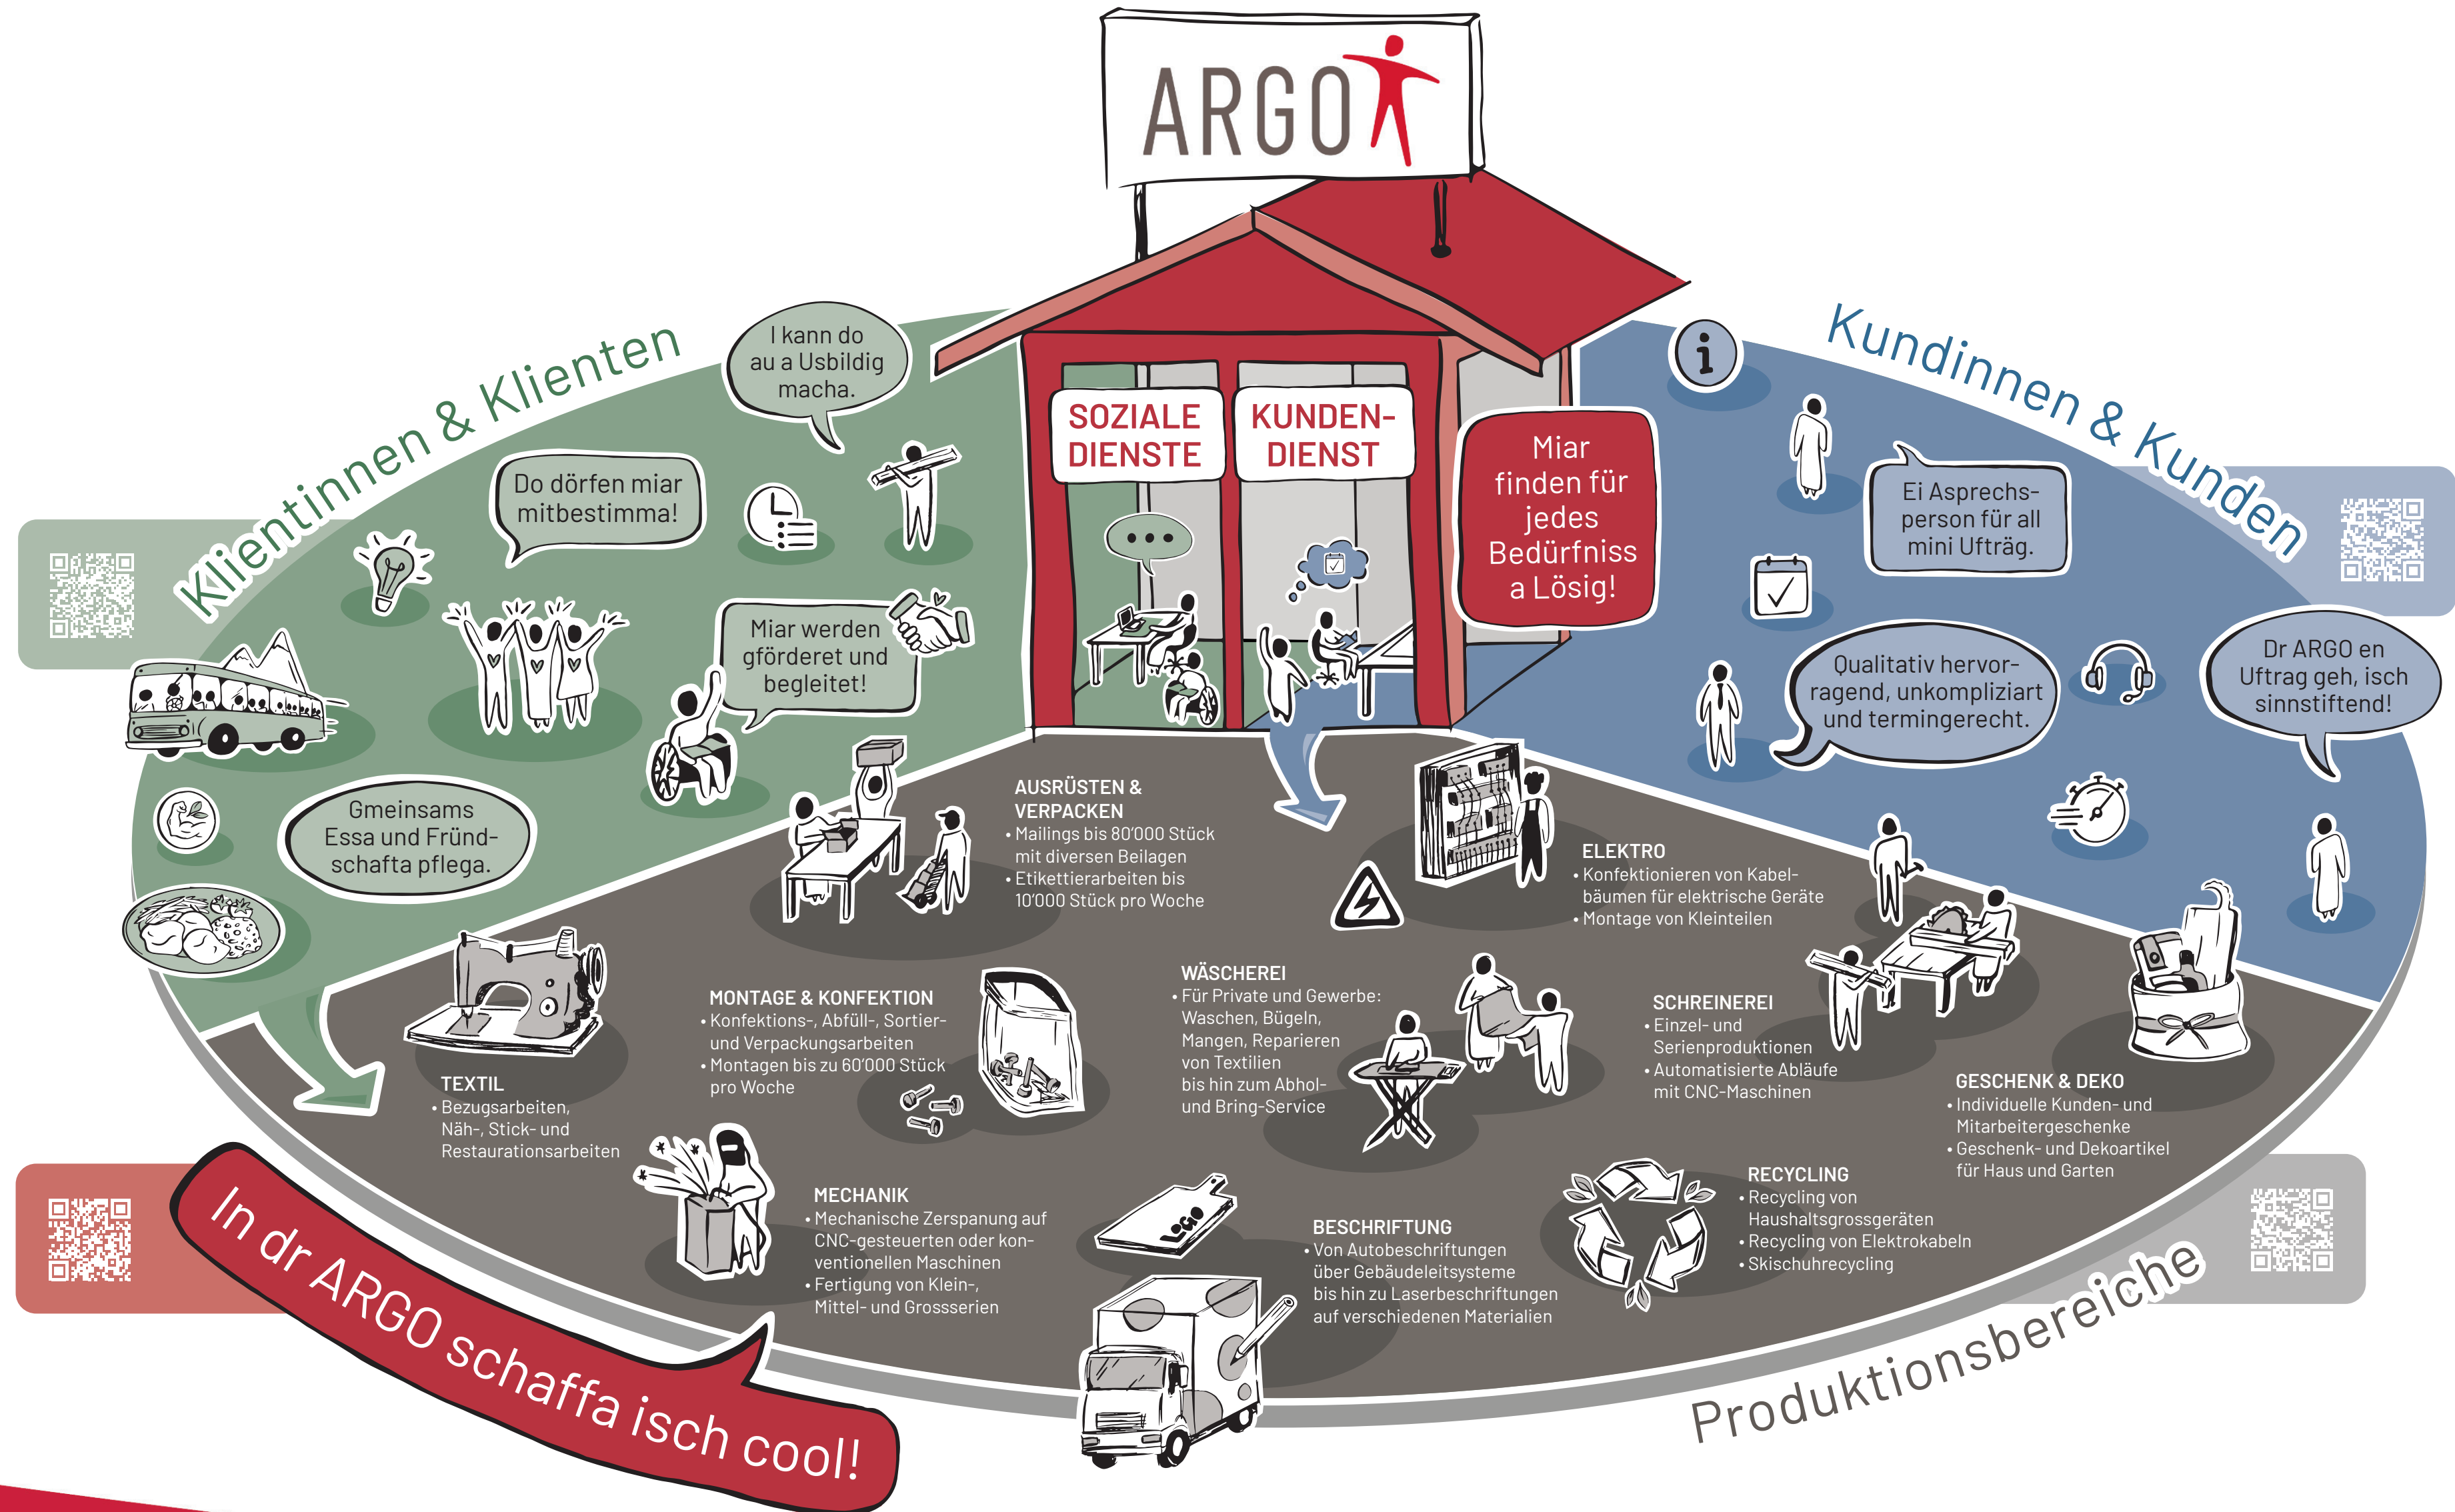 ARGO
Klientinnen & Klienten
I kann do
au a Usbildig
macha.
Do dörfen miar
mitbestimma!
Miar werden
gförderet und
begleitet!
Gmeinsams
Essa und Fründ-
schafta pflega.
SOZIALE
DIENSTE
KUNDEN-
DIENST
Miar
finden für
jedes
Bedürfniss
a Lösig!
Kundinnen & Kunden
i
Ei Asprechs-
person für all
mini Ufträg.
Qualitativ hervor-
ragend, unkompliziart
und termingerecht.
Dr ARGO en
Uftrag geh, isch
sinnstiftend!
AUSRÜSTEN &
VERPACKEN
• Mailings bis 80'000 Stück
mit diversen Beilagen
• Etikettierarbeiten bis
10'000 Stück pro Woche
ELEKTRO
• Konfektionieren von Kabel-
bäumen für elektrische Geräte
• Montage von Kleinteilen
TEXTIL
• Bezugsarbeiten,
Näh-, Stick- und
Restaurationsarbeiten
MONTAGE & KONFEKTION
• Konfektions-, Abfüll-, Sortier-
und Verpackungsarbeiten
• Montagen bis zu 60'000 Stück
pro Woche
WÄSCHEREI
• Für Private und Gewerbe:
Waschen, Bügeln,
Mangen, Reparieren
von Textilien
bis hin zum Abhol-
und Bring-Service
SCHREINEREI
• Einzel- und
Serienproduktionen
• Automatisierte Abläufe
mit CNC-Maschinen
GESCHENK & DEKO
• Individuelle Kunden- und
Mitarbeitergeschenke
• Geschenk- und Dekoartikel
für Haus und Garten
MECHANIK
• Mechanische Zerspanung auf
CNC-gesteuerten oder kon-
ventionellen Maschinen
• Fertigung von Klein-,
Mittel- und Grossserien
LOGO
BESCHRIFTUNG
• Von Autobeschriftungen
über Gebäudeleitsysteme
bis hin zu Laserbeschriftungen
auf verschiedenen Materialien
RECYCLING
• Recycling von
Haushaltsgrossgeräten
• Recycling von Elektrokabeln
• Skischuhrecycling
In dr ARGO schaffa isch cool!
Produktionsbereiche